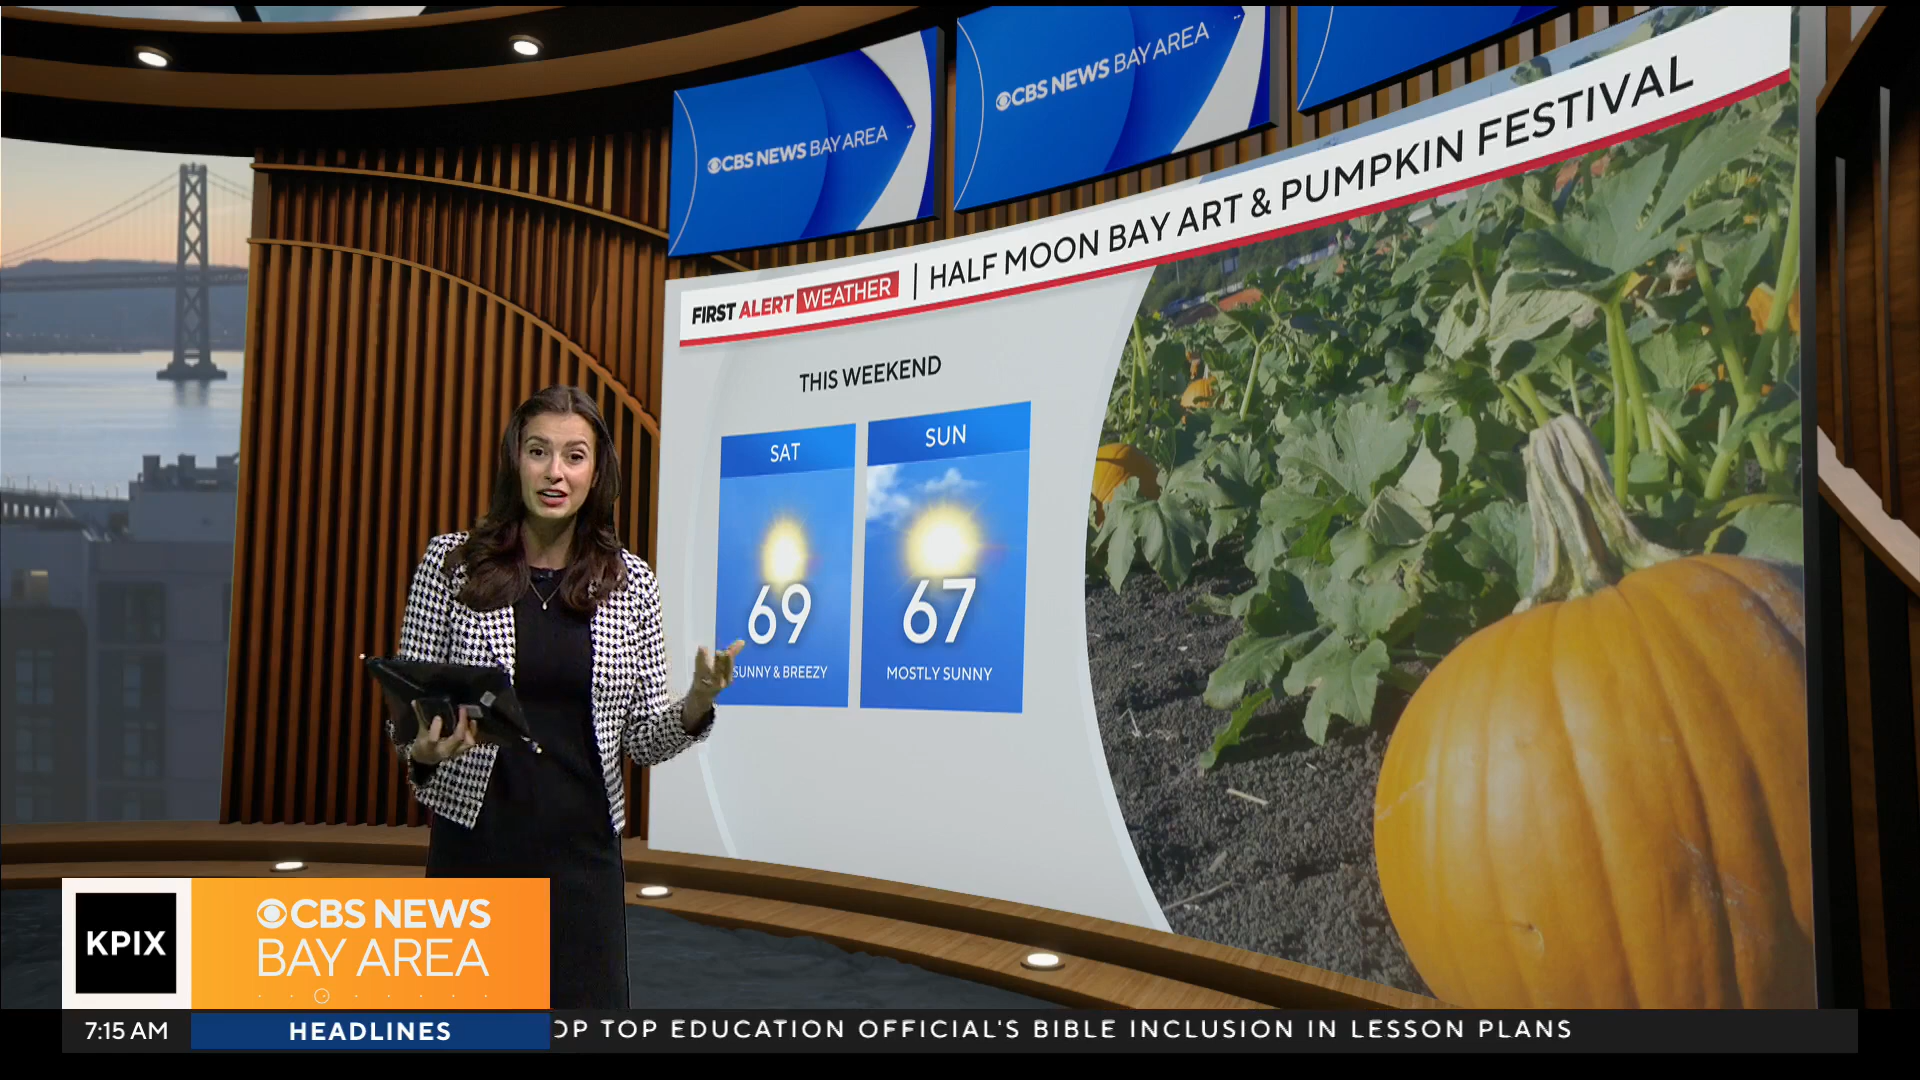 CBS NEWS BAY AREA
CBS NEWS BAY AREA
FIRST ALERT WEATHER | HALF MOON BAY ART & PUMPKIN FESTIVAL
THIS WEEKEND
SAT
69
SUNNY & BREEZY
SUN
67
MOSTLY SUNNY
KPIX
CBS NEWS
BAY AREA
7:15 AM
HEADLINES
TOP EDUCATION OFFICIAL'S BIBLE INCLUSION IN LESSON PLANS